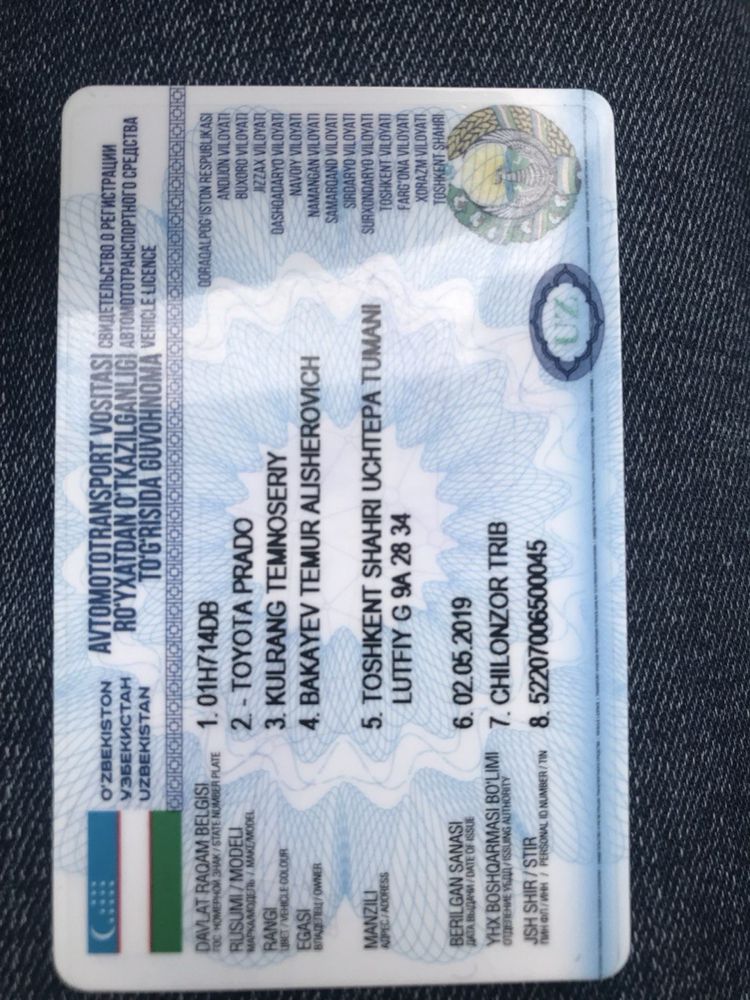 O'ZBEKISTON
УЗБЕКИСТАН
UZBEKISTAN
AVTOMOTOTRANSPORT VOSITASI
RO'YXATDAN O'TKAZILGANLIGI
TO'G'RISIDA GUVOHNOMA
СВИДЕТЕЛЬСТВО О РЕГИСТРАЦИИ
АВТОМОТОТРАНСПОРТНОГО СРЕДСТВА
VEHICLE LICENCE
DAVLAT RAQAM BELGISI 1. 01H714DB
ГОС. НОМЕРНОЙ ЗНАК / STATE NUMBER PLATE
RUSUMI / MODELI 2. - TOYOTA PRADO
МАРКА/МОДЕЛЬ / MAKE/MODEL
RANGI 3. KULRANG TEMNOSERIY
ЦВЕТ / VEHICLE COLOUR
EGASI 4. BAKAYEV TEMUR ALISHEROVICH
ВЛАДЕЛЕЦ / OWNER
MANZILI 5. TOSHKENT SHAHRI UCHTEPA TUMANI
АДРЕС / ADDRESS LUTFIY G 9A 28 34
BERILGAN SANASI 6. 02.05.2019
ДАТА ВЫДАЧИ / DATE OF ISSUE
YHX BOSHQARMASI BO'LIMI 7. CHILONZOR TRIB
ОТДЕЛЕНИЕ УБДД / ISSUING AUTHORITY
JSH SHIR / STIR 8. 52207006500045
ПИН ФЛ / ИНН / PERSONAL ID NUMBER / TIN
QORAQALPOG'ISTON RESPUBLIKASI
ANDIJON VILOYATI
BUXORO VILOYATI
JIZZAX VILOYATI
QASHQADARYO VILOYATI
NAVOIY VILOYATI
NAMANGAN VILOYATI
SAMARQAND VILOYATI
SIRDARYO VILOYATI
SURXONDARYO VILOYATI
TOSHKENT VILOYATI
FARG'ONA VILOYATI
XORAZM VILOYATI
TOSHKENT SHAHRI
UZ